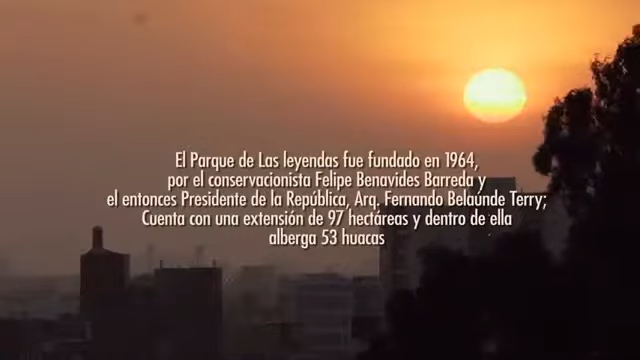 El Parque de Las leyendas fue fundado en 1964,
por el conservacionista Felipe Benavides Barreda y
el entonces Presidente de la República, Arq. Fernando Belaúnde Terry;
Cuenta con una extensión de 97 hectáreas y dentro de ella
alberga 53 huacas